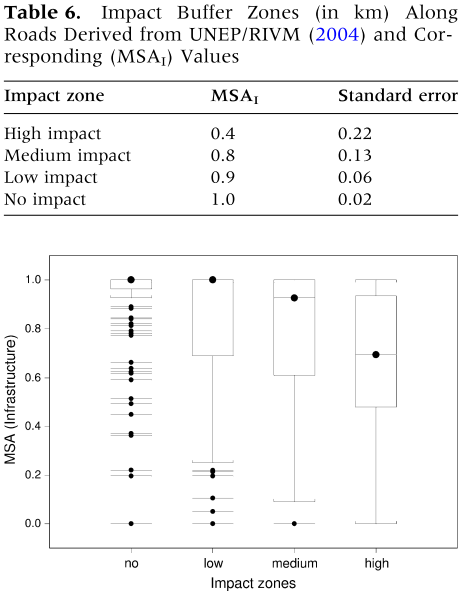 Table 6. Impact Buffer Zones (in km) Along
Roads Derived from UNEP/RIVM (2004) and Cor-
responding (MSAI) Values
Impact zone MSAI Standard error
High impact 0.4 0.22
Medium impact 0.8 0.13
Low impact 0.9 0.06
No impact 1.0 0.02
1.0
0.8
0.6
0.4
0.2
0.0
MSA (Infrastructure)
no low medium high
Impact zones